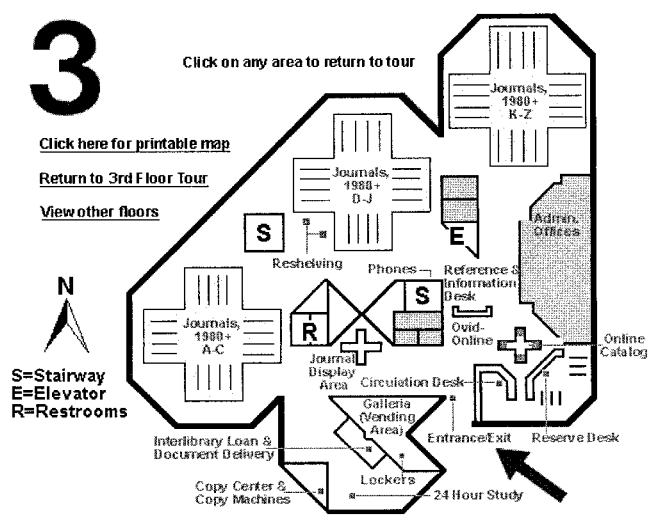 3
Click on any area to return to tour
Click here for printable map
Return to 3rd Floor Tour
View other floors
Journals,
1980+
K-Z
Journals,
1980+
D-J
Admin.
Offices
S
E
Reshelving
Phones
Reference &
Information
Desk
S
N
Journals,
1980+
A-C
R
Ovid-
Online
Online
Catalog
Journal
Display
Area
S=Stairway
E=Elevator
R=Restrooms
Circulation Desk
Galleria
(Vending
Area)
Interlibrary Loan &
Document Delivery
Entrance/Exit
Reserve Desk
Lockers
Copy Center &
Copy Machines
24 Hour Study